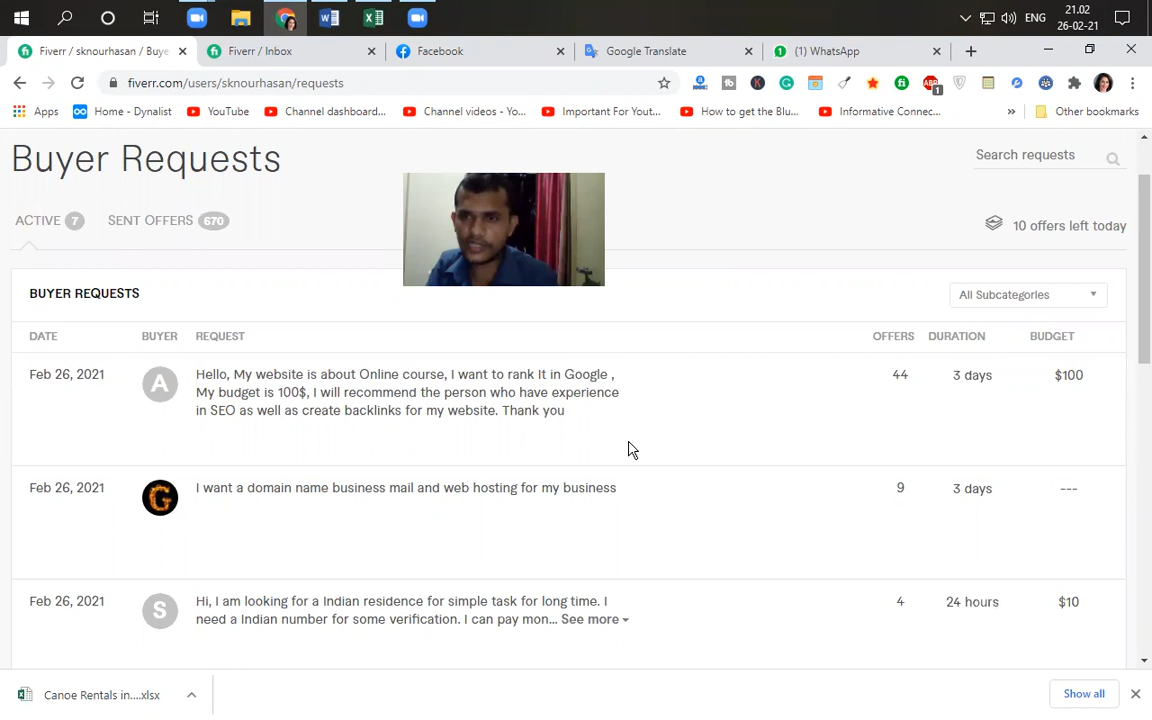 21.02
ENG
26-02-21
Fiverr / sknourhasan / Buye
Fiverr / Inbox
Facebook
Google Translate
1
(1) WhatsApp
fiverr.com/users/sknourhasan/requests
1
Apps
Home - Dynalist
YouTube
Channel dashboard...
Channel videos - Yo...
Important For Yout...
How to get the Blu...
Informative Connec...
Other bookmarks
Buyer Requests
Search requests
ACTIVE 7
SENT OFFERS 670
10 offers left today
BUYER REQUESTS
All Subcategories
DATE BUYER REQUEST OFFERS DURATION BUDGET
Feb 26, 2021
A
Hello, My website is about Online course, I want to rank It in Google ,
My budget is 100$, I will recommend the person who have experience
in SEO as well as create backlinks for my website. Thank you
44
3 days
$100
Feb 26, 2021
G
I want a domain name business mail and web hosting for my business
9
3 days
---
Feb 26, 2021
S
Hi, I am looking for a Indian residence for simple task for long time. I
need a Indian number for some verification. I can pay mon... See more
4
24 hours
$10
Canoe Rentals in....xlsx
Show all